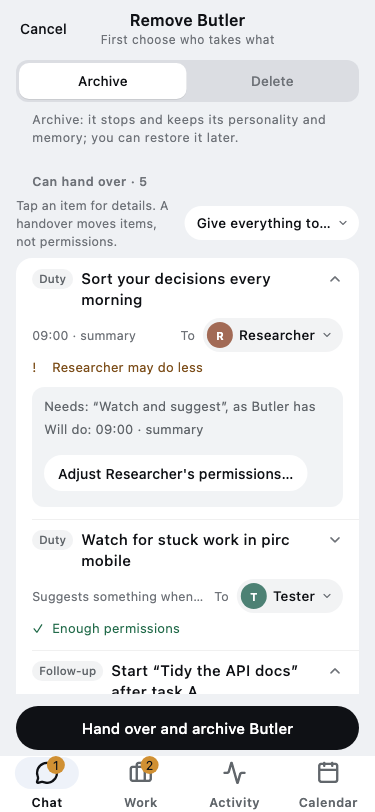 Cancel
Remove Butler
First choose who takes what
Archive
Delete
Archive: it stops and keeps its personality and
memory; you can restore it later.
Can hand over · 5
Tap an item for details. A
handover moves items,
not permissions.
Give everything to...
Duty
Sort your decisions every
morning
09:00 · summary
To
R
Researcher
! Researcher may do less
Needs: “Watch and suggest”, as Butler has
Will do: 09:00 · summary
Adjust Researcher's permissions...
Duty
Watch for stuck work in pirc
mobile
Suggests something when...
To
T
Tester
✓ Enough permissions
Follow-up
Start “Tidy the API docs”
after task A
Hand over and archive Butler
1
2
Chat
Work
Activity
Calendar